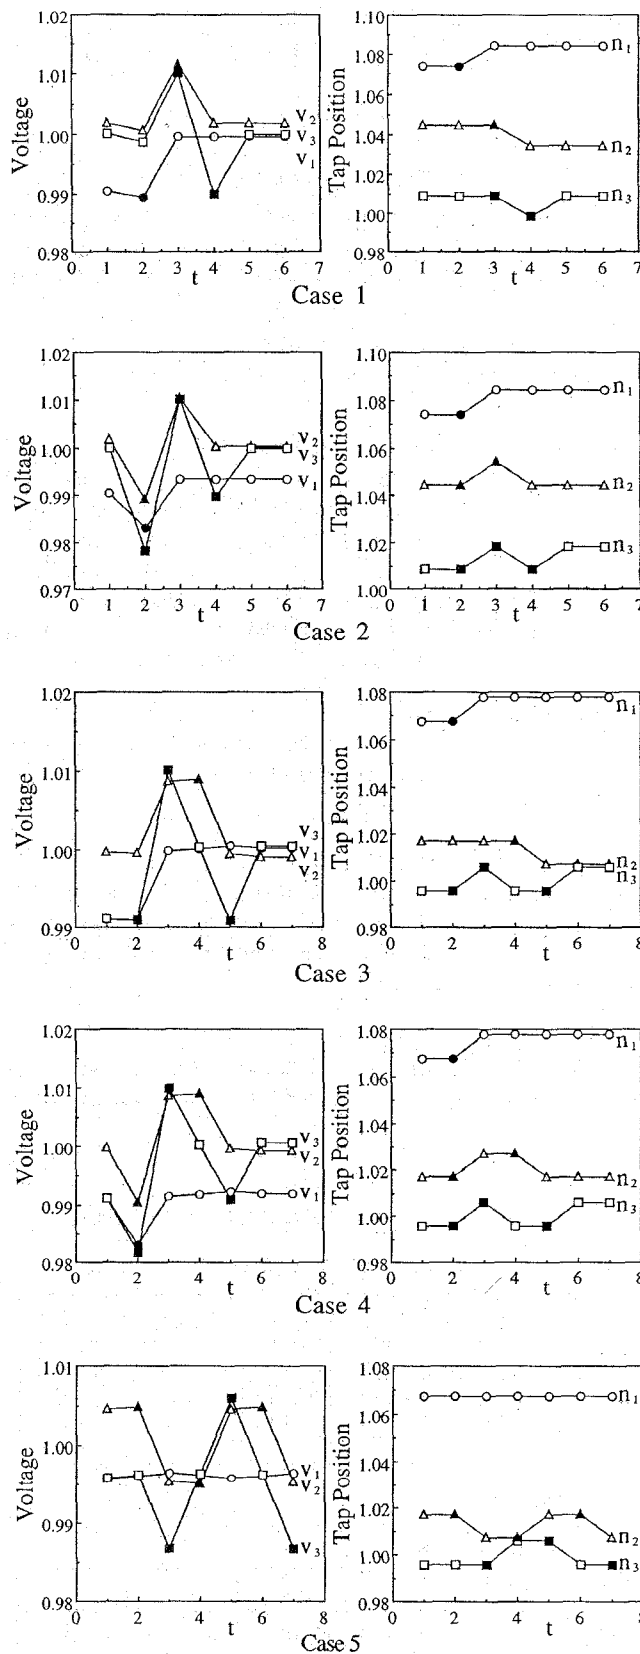 1.02
1.01
1.00
0.99
0.98
Voltage
v₂
v₃
v₁
0 1 2 3 4 5 6 7
t
1.10
1.08
1.06
1.04
1.02
1.00
0.98
Tap Position
n₁
n₂
n₃
0 1 2 3 4 5 6 7
t
Case 1
1.02
1.01
1.00
0.99
0.98
0.97
Voltage
v₂
v₃
v₁
0 1 2 3 4 5 6 7
t
1.10
1.08
1.06
1.04
1.02
1.00
Tap Position
n₁
n₂
n₃
0 1 2 3 4 5 6 7
t
Case 2
1.02
1.01
1.00
0.99
Voltage
v₃
v₁
v₂
0 2 4 6 8
t
1.08
1.06
1.04
1.02
1.00
0.98
Tap Position
n₁
n₂
n₃
0 2 4 6 8
t
Case 3
1.02
1.01
1.00
0.99
0.98
Voltage
v₃
v₂
v₁
0 2 4 6 8
t
1.08
1.06
1.04
1.02
1.00
0.98
Tap Position
n₁
n₂
n₃
0 2 4 6 8
t
Case 4
1.01
1.00
0.99
0.98
Voltage
v₁
v₂
v₃
0 2 4 6 8
t
1.08
1.06
1.04
1.02
1.00
0.98
Tap Position
n₁
n₂
n₃
0 2 4 6 8
t
Case 5